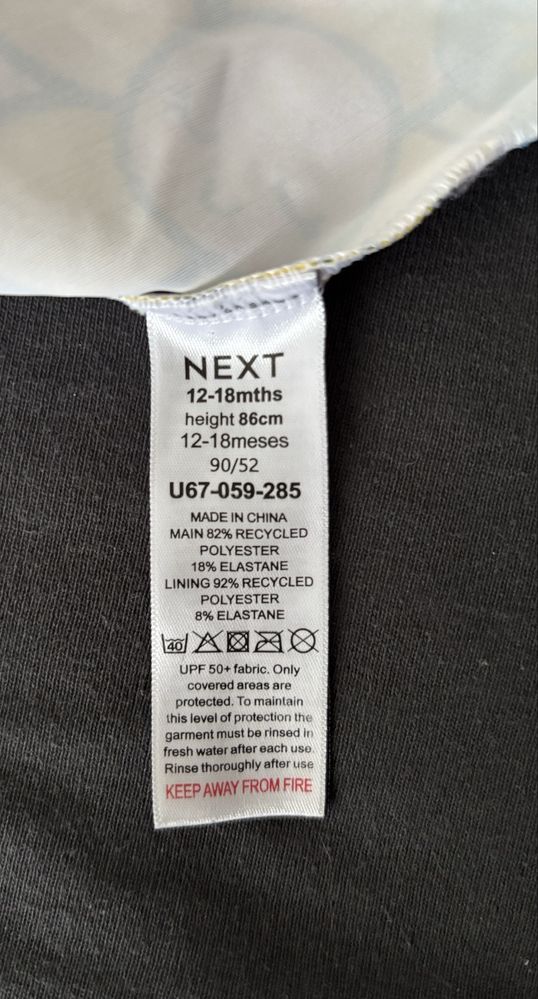 NEXT
12-18mths
height 86cm
12-18meses
90/52
U67-059-285
MADE IN CHINA
MAIN 82% RECYCLED
POLYESTER
18% ELASTANE
LINING 92% RECYCLED
POLYESTER
8% ELASTANE
40
UPF 50+ fabric. Only
covered areas are
protected. To maintain
this level of protection the
garment must be rinsed in
fresh water after each use.
Rinse thoroughly after use
KEEP AWAY FROM FIRE